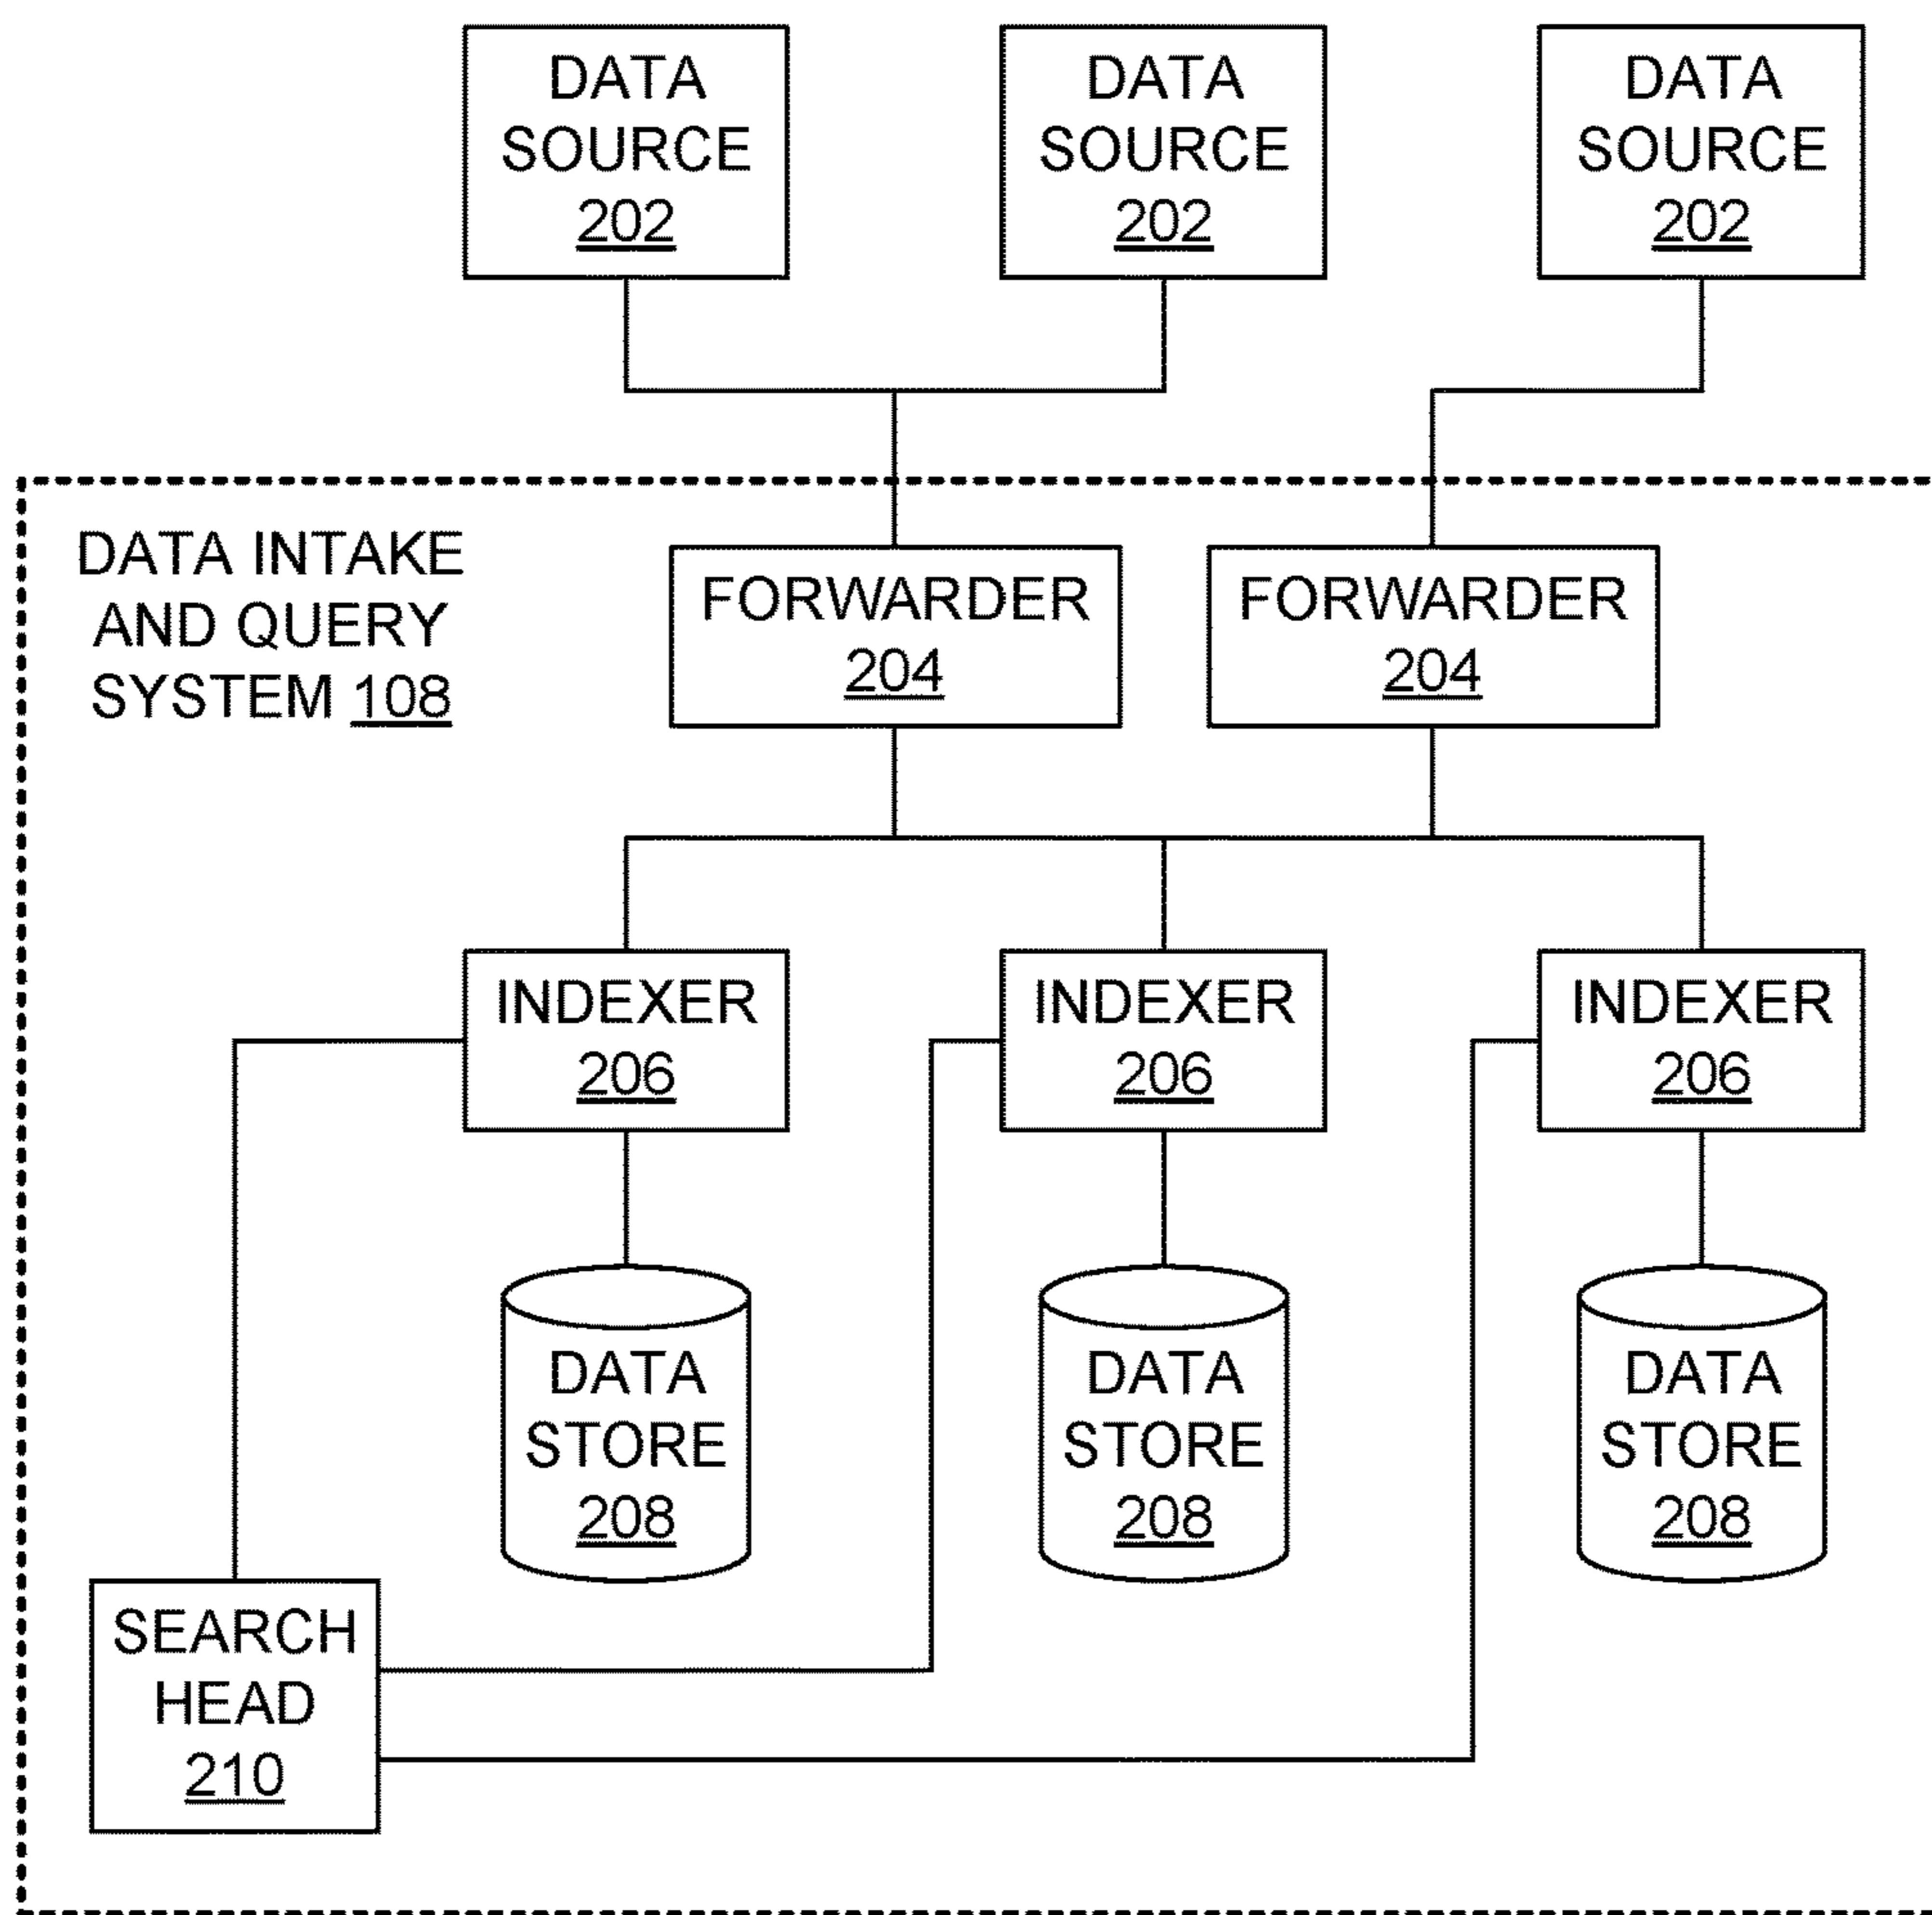 DATA
SOURCE
202
DATA
SOURCE
202
DATA
SOURCE
202
DATA INTAKE
AND QUERY
SYSTEM 108
FORWARDER
204
FORWARDER
204
INDEXER
206
INDEXER
206
INDEXER
206
DATA
STORE
208
DATA
STORE
208
DATA
STORE
208
SEARCH
HEAD
210